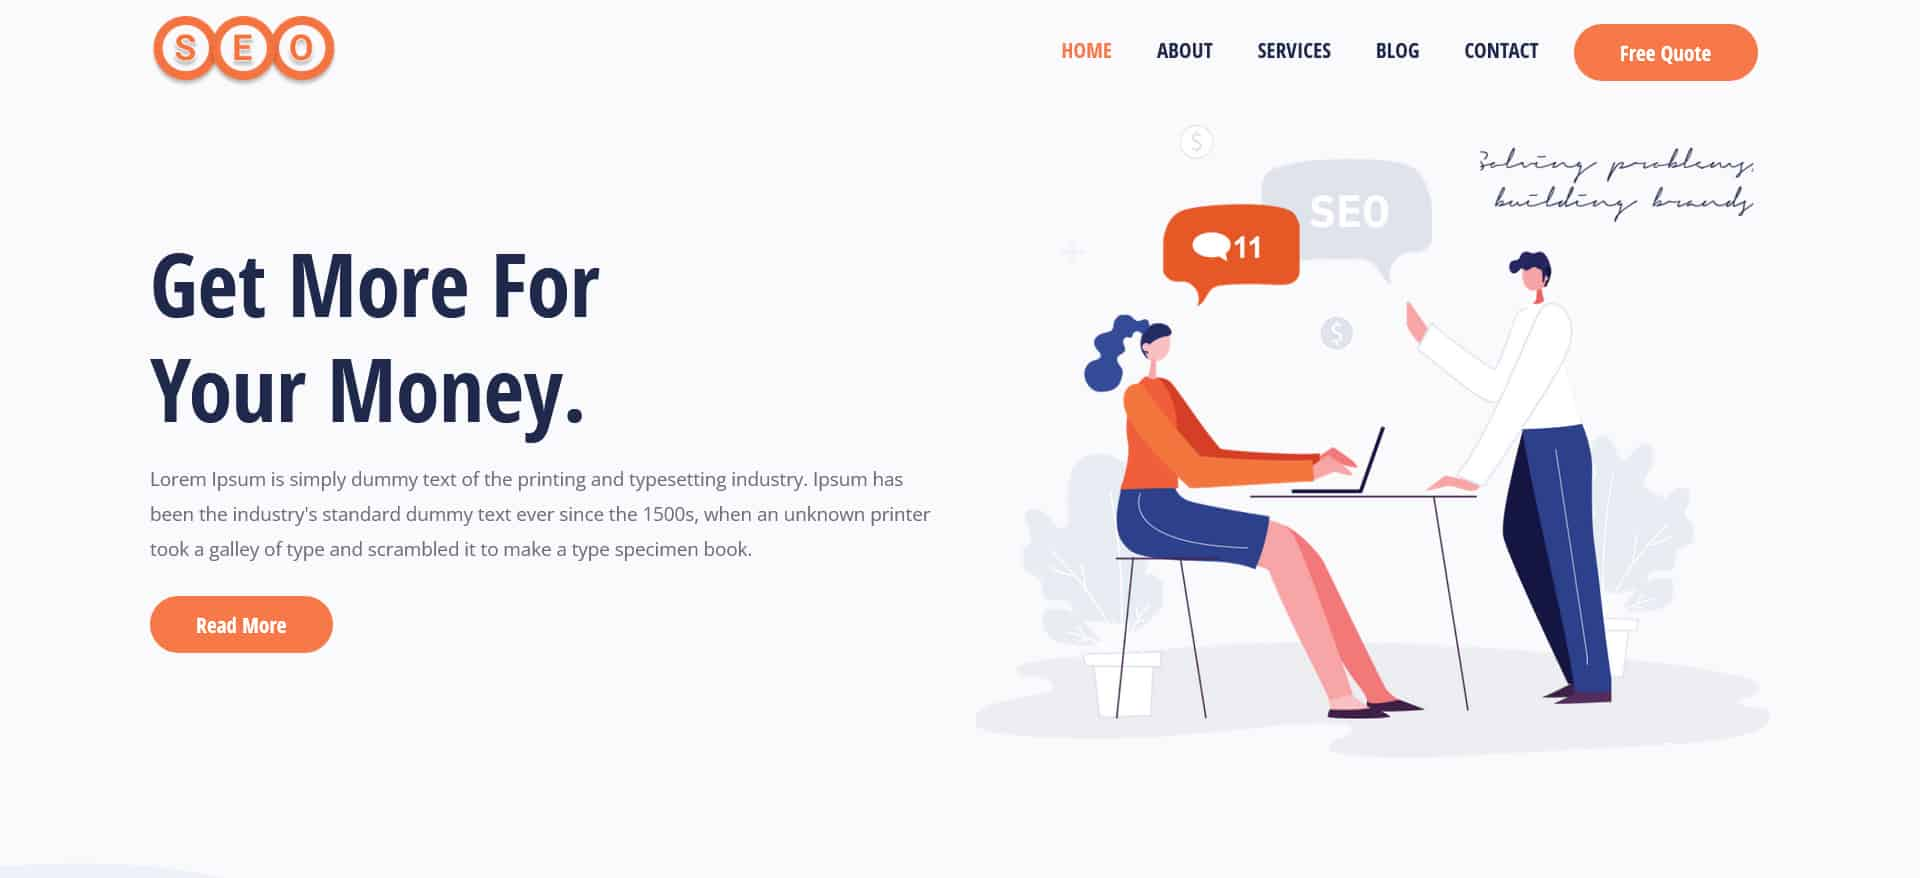 SEO
HOME ABOUT SERVICES BLOG CONTACT Free Quote
Solving problems,
building brands
SEO
11
Get More For
Your Money.
Lorem Ipsum is simply dummy text of the printing and typesetting industry. Ipsum has
been the industry's standard dummy text ever since the 1500s, when an unknown printer
took a galley of type and scrambled it to make a type specimen book.
Read More